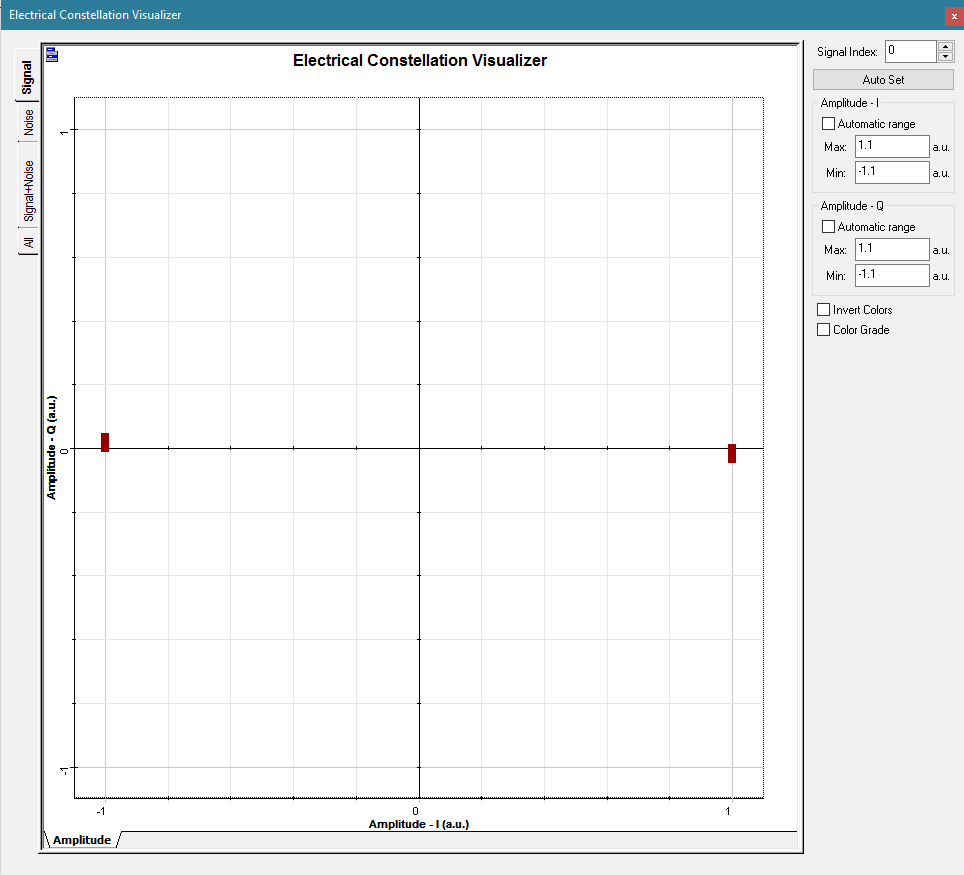 Electrical Constellation Visualizer
x
Signal
Noise
Signal+Noise
All
Electrical Constellation Visualizer
Amplitude - Q (a.u.)
1
0
-1
-1
0
1
Amplitude - I (a.u.)
Amplitude
Signal Index: 0
Auto Set
Amplitude - I
Automatic range
Max: 1.1 a.u.
Min: -1.1 a.u.
Amplitude - Q
Automatic range
Max: 1.1 a.u.
Min: -1.1 a.u.
Invert Colors
Color Grade